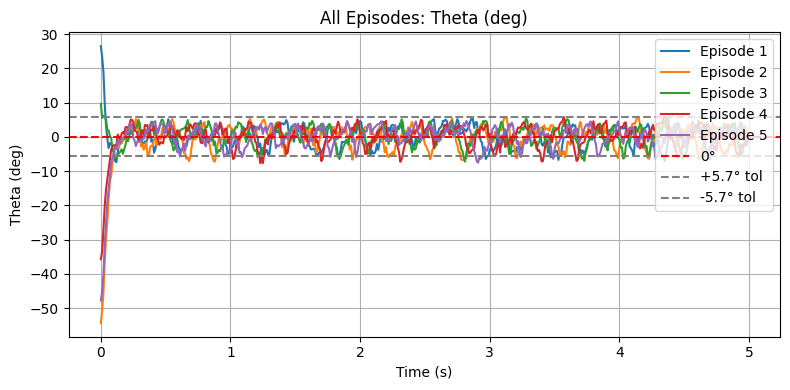 All Episodes: Theta (deg)
Theta (deg)
30
20
10
0
−10
−20
−30
−40
−50
Episode 1
Episode 2
Episode 3
Episode 4
Episode 5
0°
+5.7° tol
-5.7° tol
0
1
2
3
4
5
Time (s)